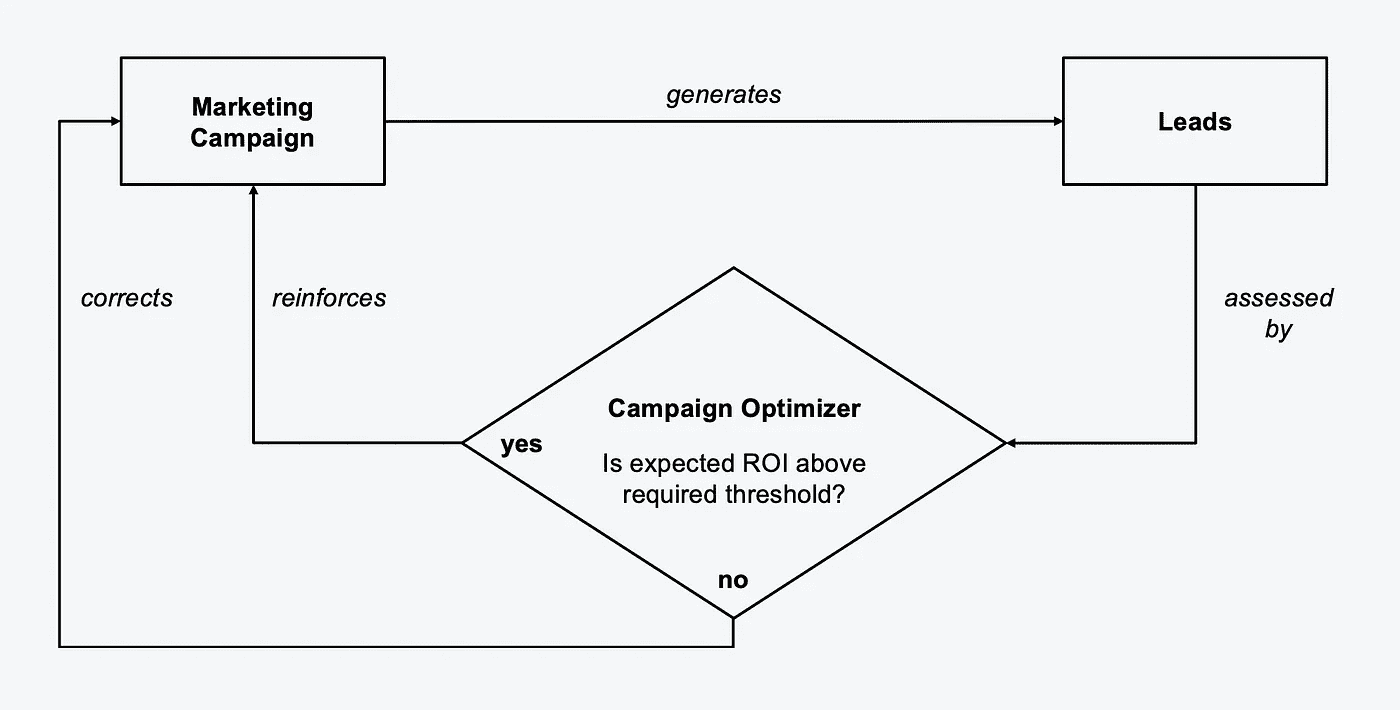 Marketing
Campaign
generates
Leads
corrects
reinforces
assessed
by
Campaign Optimizer
yes
Is expected ROI above
required threshold?
no